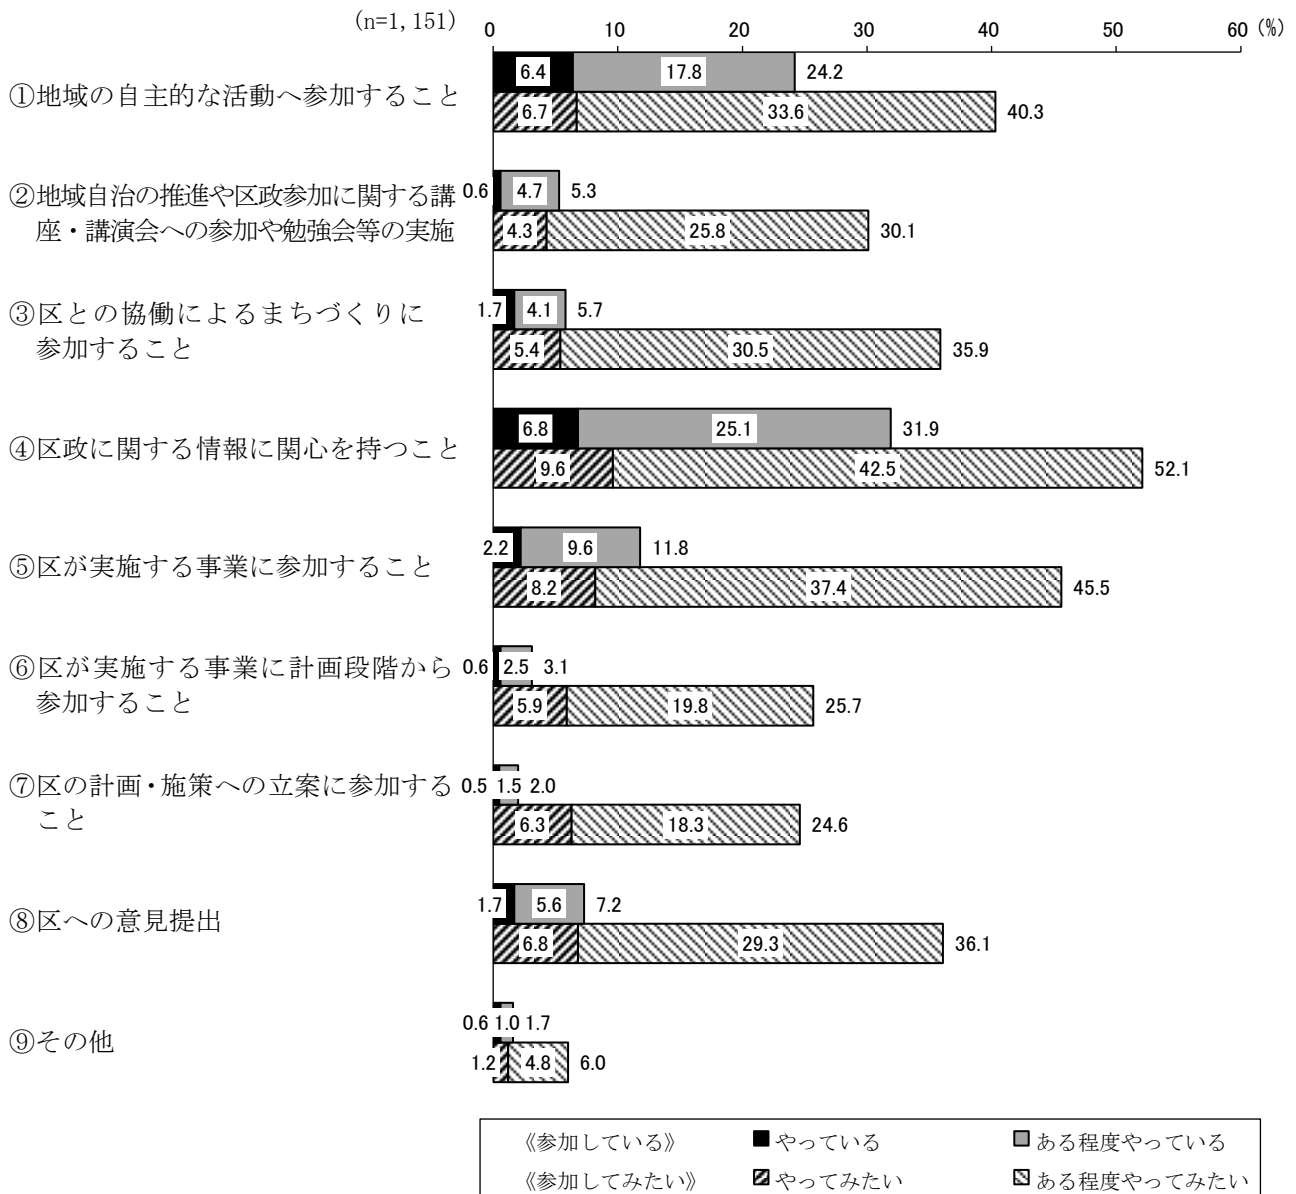 (n=1,151)
0 10 20 30 40 50 60 (%)
①地域の自主的な活動へ参加すること
6.4 17.8 24.2
6.7 33.6 40.3
②地域自治の推進や区政参加に関する講
座・講演会への参加や勉強会等の実施
0.6 4.7 5.3
4.3 25.8 30.1
③区との協働によるまちづくりに
参加すること
1.7 4.1 5.7
5.4 30.5 35.9
④区政に関する情報に関心を持つこと
6.8 25.1 31.9
9.6 42.5 52.1
⑤区が実施する事業に参加すること
2.2 9.6 11.8
8.2 37.4 45.5
⑥区が実施する事業に計画段階から
参加すること
0.6 2.5 3.1
5.9 19.8 25.7
⑦区の計画・施策への立案に参加する
こと
0.5 1.5 2.0
6.3 18.3 24.6
⑧区への意見提出
1.7 5.6 7.2
6.8 29.3 36.1
⑨その他
0.6 1.0 1.7
1.2 4.8 6.0
《参加している》 やっている ある程度やっている
《参加してみたい》 やってみたい ある程度やってみたい